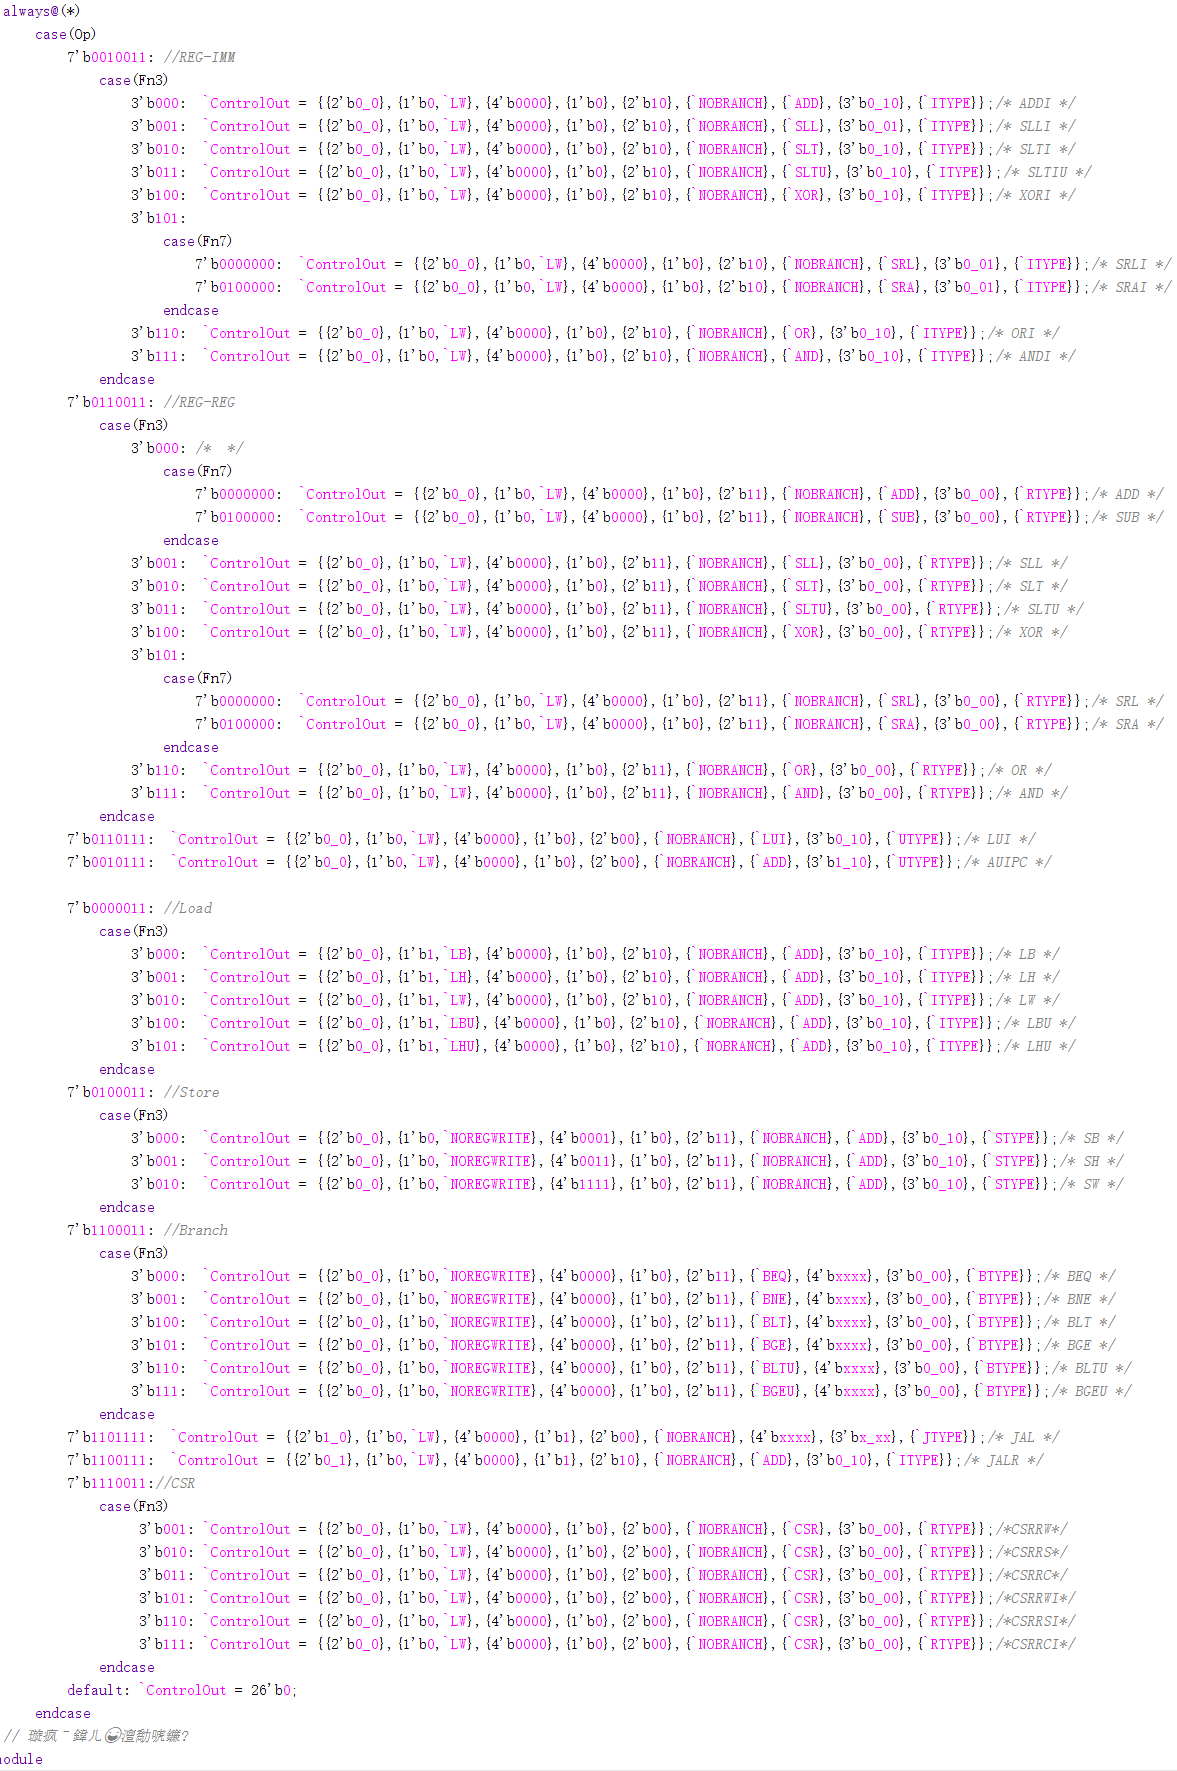 always@(*)
case(Op)
7'b0010011: //REG-IMM
case(Fn3)
3'b000:  `ControlOut = {{2'b0_0},{1'b0,`LW},{4'b0000},{1'b0},{2'b10},{`NOBRANCH},{`ADD},{3'b0_10},{`ITYPE}};/* ADDI */
3'b001:  `ControlOut = {{2'b0_0},{1'b0,`LW},{4'b0000},{1'b0},{2'b10},{`NOBRANCH},{`SLL},{3'b0_01},{`ITYPE}};/* SLLI */
3'b010:  `ControlOut = {{2'b0_0},{1'b0,`LW},{4'b0000},{1'b0},{2'b10},{`NOBRANCH},{`SLT},{3'b0_10},{`ITYPE}};/* SLTI */
3'b011:  `ControlOut = {{2'b0_0},{1'b0,`LW},{4'b0000},{1'b0},{2'b10},{`NOBRANCH},{`SLTU},{3'b0_10},{`ITYPE}};/* SLTIU */
3'b100:  `ControlOut = {{2'b0_0},{1'b0,`LW},{4'b0000},{1'b0},{2'b10},{`NOBRANCH},{`XOR},{3'b0_10},{`ITYPE}};/* XORI */
3'b101:
case(Fn7)
7'b0000000:  `ControlOut = {{2'b0_0},{1'b0,`LW},{4'b0000},{1'b0},{2'b10},{`NOBRANCH},{`SRL},{3'b0_01},{`ITYPE}};/* SRLI */
7'b0100000:  `ControlOut = {{2'b0_0},{1'b0,`LW},{4'b0000},{1'b0},{2'b10},{`NOBRANCH},{`SRA},{3'b0_01},{`ITYPE}};/* SRAI */
endcase
3'b110:  `ControlOut = {{2'b0_0},{1'b0,`LW},{4'b0000},{1'b0},{2'b10},{`NOBRANCH},{`OR},{3'b0_10},{`ITYPE}};/* ORI */
3'b111:  `ControlOut = {{2'b0_0},{1'b0,`LW},{4'b0000},{1'b0},{2'b10},{`NOBRANCH},{`AND},{3'b0_10},{`ITYPE}};/* ANDI */
endcase
7'b0110011: //REG-REG
case(Fn3)
3'b000: /*  */
case(Fn7)
7'b0000000:  `ControlOut = {{2'b0_0},{1'b0,`LW},{4'b0000},{1'b0},{2'b11},{`NOBRANCH},{`ADD},{3'b0_00},{`RTYPE}};/* ADD */
7'b0100000:  `ControlOut = {{2'b0_0},{1'b0,`LW},{4'b0000},{1'b0},{2'b11},{`NOBRANCH},{`SUB},{3'b0_00},{`RTYPE}};/* SUB */
endcase
3'b001:  `ControlOut = {{2'b0_0},{1'b0,`LW},{4'b0000},{1'b0},{2'b11},{`NOBRANCH},{`SLL},{3'b0_00},{`RTYPE}};/* SLL */
3'b010:  `ControlOut = {{2'b0_0},{1'b0,`LW},{4'b0000},{1'b0},{2'b11},{`NOBRANCH},{`SLT},{3'b0_00},{`RTYPE}};/* SLT */
3'b011:  `ControlOut = {{2'b0_0},{1'b0,`LW},{4'b0000},{1'b0},{2'b11},{`NOBRANCH},{`SLTU},{3'b0_00},{`RTYPE}};/* SLTU */
3'b100:  `ControlOut = {{2'b0_0},{1'b0,`LW},{4'b0000},{1'b0},{2'b11},{`NOBRANCH},{`XOR},{3'b0_00},{`RTYPE}};/* XOR */
3'b101:
case(Fn7)
7'b0000000:  `ControlOut = {{2'b0_0},{1'b0,`LW},{4'b0000},{1'b0},{2'b11},{`NOBRANCH},{`SRL},{3'b0_00},{`RTYPE}};/* SRL */
7'b0100000:  `ControlOut = {{2'b0_0},{1'b0,`LW},{4'b0000},{1'b0},{2'b11},{`NOBRANCH},{`SRA},{3'b0_00},{`RTYPE}};/* SRA */
endcase
3'b110:  `ControlOut = {{2'b0_0},{1'b0,`LW},{4'b0000},{1'b0},{2'b11},{`NOBRANCH},{`OR},{3'b0_00},{`RTYPE}};/* OR */
3'b111:  `ControlOut = {{2'b0_0},{1'b0,`LW},{4'b0000},{1'b0},{2'b11},{`NOBRANCH},{`AND},{3'b0_00},{`RTYPE}};/* AND */
endcase
7'b0110111:  `ControlOut = {{2'b0_0},{1'b0,`LW},{4'b0000},{1'b0},{2'b00},{`NOBRANCH},{`LUI},{3'b0_10},{`UTYPE}};/* LUI */
7'b0010111:  `ControlOut = {{2'b0_0},{1'b0,`LW},{4'b0000},{1'b0},{2'b00},{`NOBRANCH},{`ADD},{3'b1_10},{`UTYPE}};/* AUIPC */
7'b0000011: //Load
case(Fn3)
3'b000:  `ControlOut = {{2'b0_0},{1'b1,`LB},{4'b0000},{1'b0},{2'b10},{`NOBRANCH},{`ADD},{3'b0_10},{`ITYPE}};/* LB */
3'b001:  `ControlOut = {{2'b0_0},{1'b1,`LH},{4'b0000},{1'b0},{2'b10},{`NOBRANCH},{`ADD},{3'b0_10},{`ITYPE}};/* LH */
3'b010:  `ControlOut = {{2'b0_0},{1'b1,`LW},{4'b0000},{1'b0},{2'b10},{`NOBRANCH},{`ADD},{3'b0_10},{`ITYPE}};/* LW */
3'b100:  `ControlOut = {{2'b0_0},{1'b1,`LBU},{4'b0000},{1'b0},{2'b10},{`NOBRANCH},{`ADD},{3'b0_10},{`ITYPE}};/* LBU */
3'b101:  `ControlOut = {{2'b0_0},{1'b1,`LHU},{4'b0000},{1'b0},{2'b10},{`NOBRANCH},{`ADD},{3'b0_10},{`ITYPE}};/* LHU */
endcase
7'b0100011: //Store
case(Fn3)
3'b000:  `ControlOut = {{2'b0_0},{1'b0,`NOREGWRITE},{4'b0001},{1'b0},{2'b11},{`NOBRANCH},{`ADD},{3'b0_10},{`STYPE}};/* SB */
3'b001:  `ControlOut = {{2'b0_0},{1'b0,`NOREGWRITE},{4'b0011},{1'b0},{2'b11},{`NOBRANCH},{`ADD},{3'b0_10},{`STYPE}};/* SH */
3'b010:  `ControlOut = {{2'b0_0},{1'b0,`NOREGWRITE},{4'b1111},{1'b0},{2'b11},{`NOBRANCH},{`ADD},{3'b0_10},{`STYPE}};/* SW */
endcase
7'b1100011: //Branch
case(Fn3)
3'b000:  `ControlOut = {{2'b0_0},{1'b0,`NOREGWRITE},{4'b0000},{1'b0},{2'b11},{`BEQ},{4'bxxxx},{3'b0_00},{`BTYPE}};/* BEQ */
3'b001:  `ControlOut = {{2'b0_0},{1'b0,`NOREGWRITE},{4'b0000},{1'b0},{2'b11},{`BNE},{4'bxxxx},{3'b0_00},{`BTYPE}};/* BNE */
3'b100:  `ControlOut = {{2'b0_0},{1'b0,`NOREGWRITE},{4'b0000},{1'b0},{2'b11},{`BLT},{4'bxxxx},{3'b0_00},{`BTYPE}};/* BLT */
3'b101:  `ControlOut = {{2'b0_0},{1'b0,`NOREGWRITE},{4'b0000},{1'b0},{2'b11},{`BGE},{4'bxxxx},{3'b0_00},{`BTYPE}};/* BGE */
3'b110:  `ControlOut = {{2'b0_0},{1'b0,`NOREGWRITE},{4'b0000},{1'b0},{2'b11},{`BLTU},{4'bxxxx},{3'b0_00},{`BTYPE}};/* BLTU */
3'b111:  `ControlOut = {{2'b0_0},{1'b0,`NOREGWRITE},{4'b0000},{1'b0},{2'b11},{`BGEU},{4'bxxxx},{3'b0_00},{`BTYPE}};/* BGEU */
endcase
7'b1101111:  `ControlOut = {{2'b1_0},{1'b0,`LW},{4'b0000},{1'b1},{2'b00},{`NOBRANCH},{4'bxxxx},{3'bx_xx},{`JTYPE}};/* JAL */
7'b1100111:  `ControlOut = {{2'b0_1},{1'b0,`LW},{4'b0000},{1'b1},{2'b10},{`NOBRANCH},{`ADD},{3'b0_10},{`ITYPE}};/* JALR */
7'b1110011://CSR
case(Fn3)
3'b001: `ControlOut = {{2'b0_0},{1'b0,`LW},{4'b0000},{1'b0},{2'b00},{`NOBRANCH},{`CSR},{3'b0_00},{`RTYPE}};/*CSRRW*/
3'b010: `ControlOut = {{2'b0_0},{1'b0,`LW},{4'b0000},{1'b0},{2'b00},{`NOBRANCH},{`CSR},{3'b0_00},{`RTYPE}};/*CSRRS*/
3'b011: `ControlOut = {{2'b0_0},{1'b0,`LW},{4'b0000},{1'b0},{2'b00},{`NOBRANCH},{`CSR},{3'b0_00},{`RTYPE}};/*CSRRC*/
3'b101: `ControlOut = {{2'b0_0},{1'b0,`LW},{4'b0000},{1'b0},{2'b00},{`NOBRANCH},{`CSR},{3'b0_00},{`RTYPE}};/*CSRRWI*/
3'b110: `ControlOut = {{2'b0_0},{1'b0,`LW},{4'b0000},{1'b0},{2'b00},{`NOBRANCH},{`CSR},{3'b0_00},{`RTYPE}};/*CSRRSI*/
3'b111: `ControlOut = {{2'b0_0},{1'b0,`LW},{4'b0000},{1'b0},{2'b00},{`NOBRANCH},{`CSR},{3'b0_00},{`RTYPE}};/*CSRRCI*/
endcase
default: `ControlOut = 26'b0;
endcase
//
module